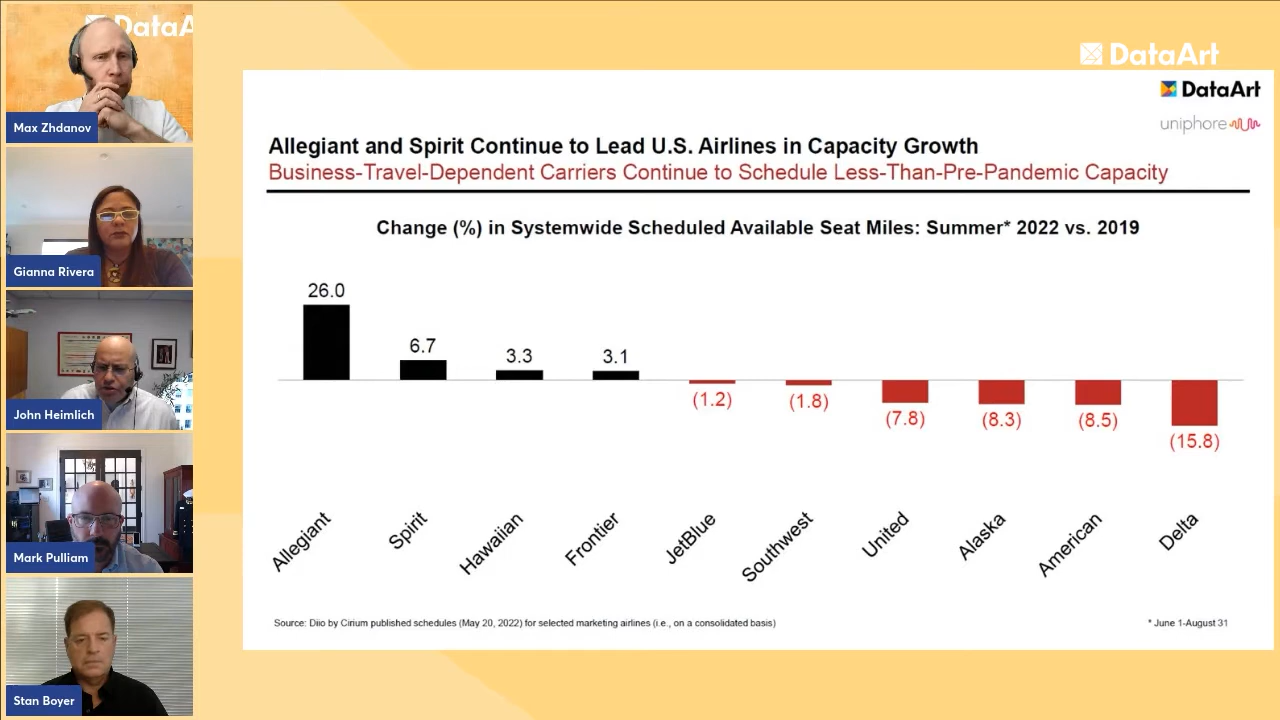 DataA
Max Zhdanov
Gianna Rivera
John Heimlich
Mark Pulliam
Stan Boyer
DataArt
DataArt
uniphore
Allegiant and Spirit Continue to Lead U.S. Airlines in Capacity Growth
Business-Travel-Dependent Carriers Continue to Schedule Less-Than-Pre-Pandemic Capacity
Change (%) in Systemwide Scheduled Available Seat Miles: Summer* 2022 vs. 2019
26.0
6.7
3.3
3.1
(1.2)
(1.8)
(7.8)
(8.3)
(8.5)
(15.8)
Allegiant
Spirit
Hawaiian
Frontier
JetBlue
Southwest
United
Alaska
American
Delta
Source: Diio by Cirium published schedules (May 20, 2022) for selected marketing airlines (i.e., on a consolidated basis)
* June 1-August 31